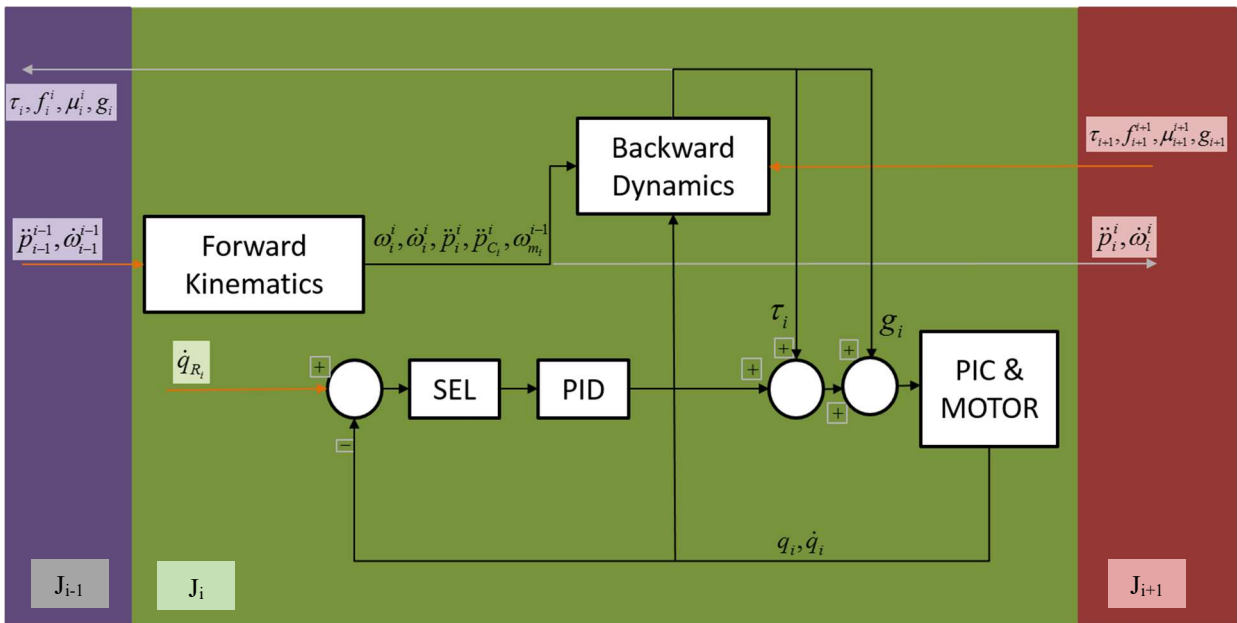 τ_i, f_i^i, μ_i^i, g_i
Backward
Dynamics
τ_{i+1}, f_{i+1}^{i+1}, μ_{i+1}^{i+1}, g_{i+1}
p̈_{i-1}^{i-1}, ω̇_{i-1}^{i-1}
Forward
Kinematics
ω_i^i, ω̇_i^i, p̈_i^i, p̈_{C_i}^i, ω_{m_i}^{i-1}
p̈_i^i, ω̇_i^i
τ_i
g_i
q̇_{R_i}
+
SEL
PID
+
+
+
+
PIC &
MOTOR
−
q_i, q̇_i
J_{i-1}
J_i
J_{i+1}